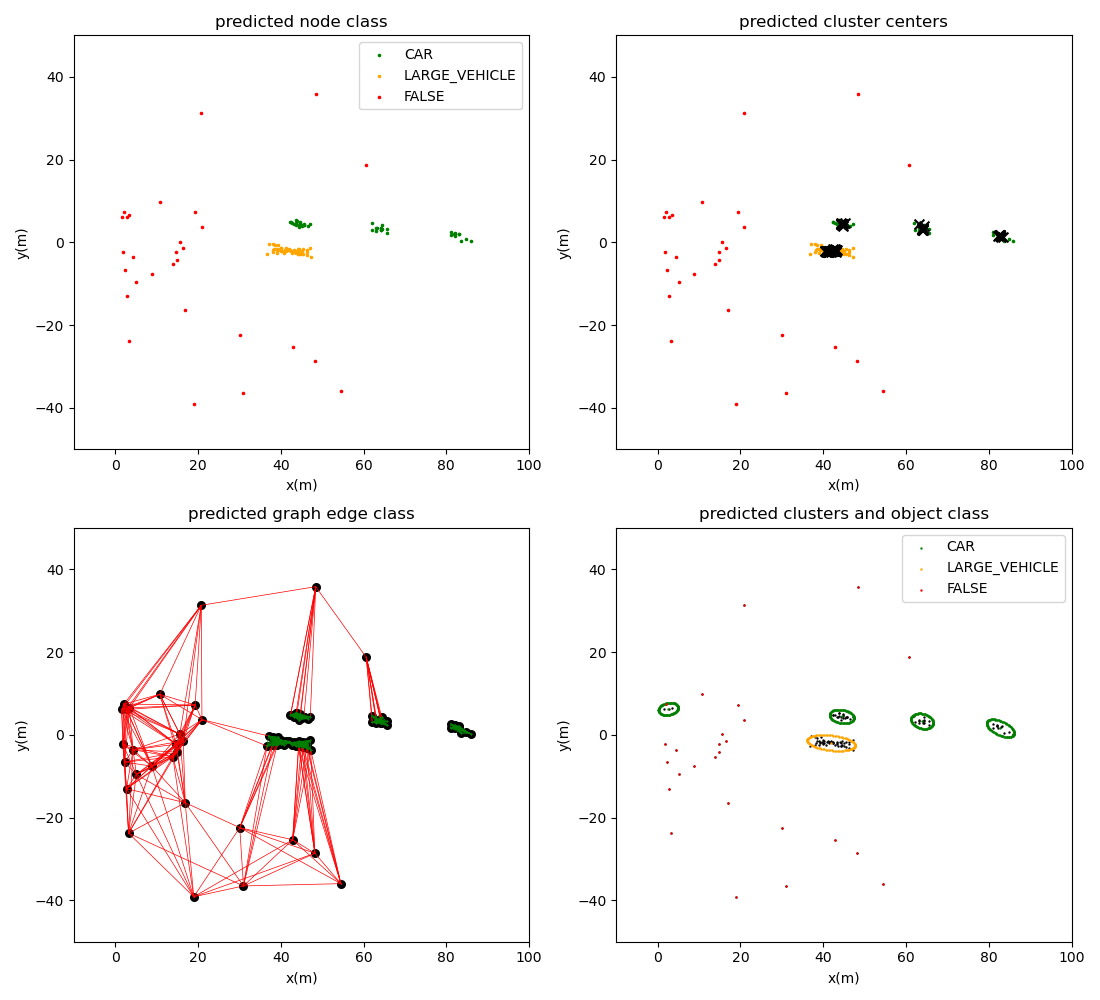 predicted node class
CAR
LARGE_VEHICLE
FALSE
40
20
0
−20
−40
y(m)
0 20 40 60 80 100
x(m)
predicted cluster centers
40
20
0
−20
−40
y(m)
0 20 40 60 80 100
x(m)
predicted graph edge class
40
20
0
−20
−40
y(m)
0 20 40 60 80 100
x(m)
predicted clusters and object class
CAR
LARGE_VEHICLE
FALSE
40
20
0
−20
−40
y(m)
0 20 40 60 80 100
x(m)